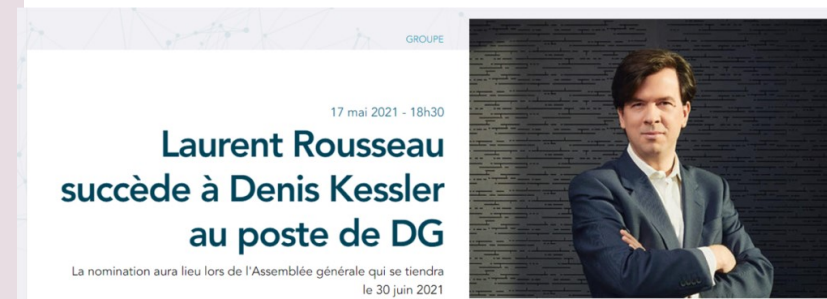 GROUPE
17 mai 2021 - 18h30
Laurent Rousseau
succède à Denis Kessler
au poste de DG
La nomination aura lieu lors de l'Assemblée générale qui se tiendra
le 30 juin 2021